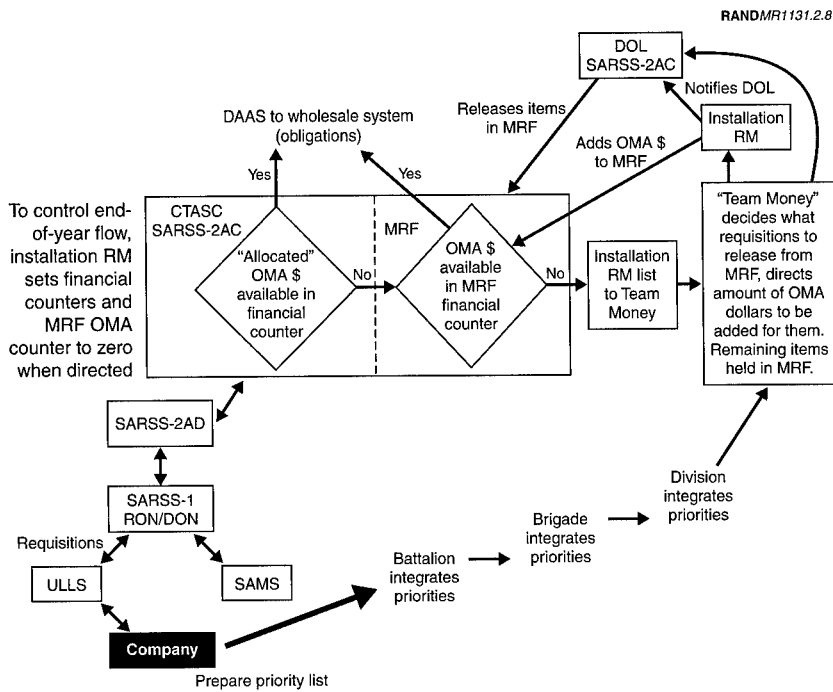 RANDMR1131.2.8
DOL
SARSS-2AC
Notifies DOL
Releases items
in MRF
Installation
RM
DAAS to wholesale system
(obligations)
Adds OMA $
to MRF
Yes
Yes
To control end-
of-year flow,
installation RM
sets financial
counters and
MRF OMA
counter to zero
when directed
CTASC
SARSS-2AC
MRF
“Allocated”
OMA $
available in
financial
counter
No
OMA $
available
in MRF
financial
counter
No
Installation
RM list
to Team
Money
“Team Money”
decides what
requisitions to
release from
MRF, directs
amount of OMA
dollars to be
added for them.
Remaining items
held in MRF.
SARSS-2AD
SARSS-1
RON/DON
Requisitions
ULLS
SAMS
Company
Prepare priority list
Battalion
integrates
priorities
Brigade
integrates
priorities
Division
integrates
priorities